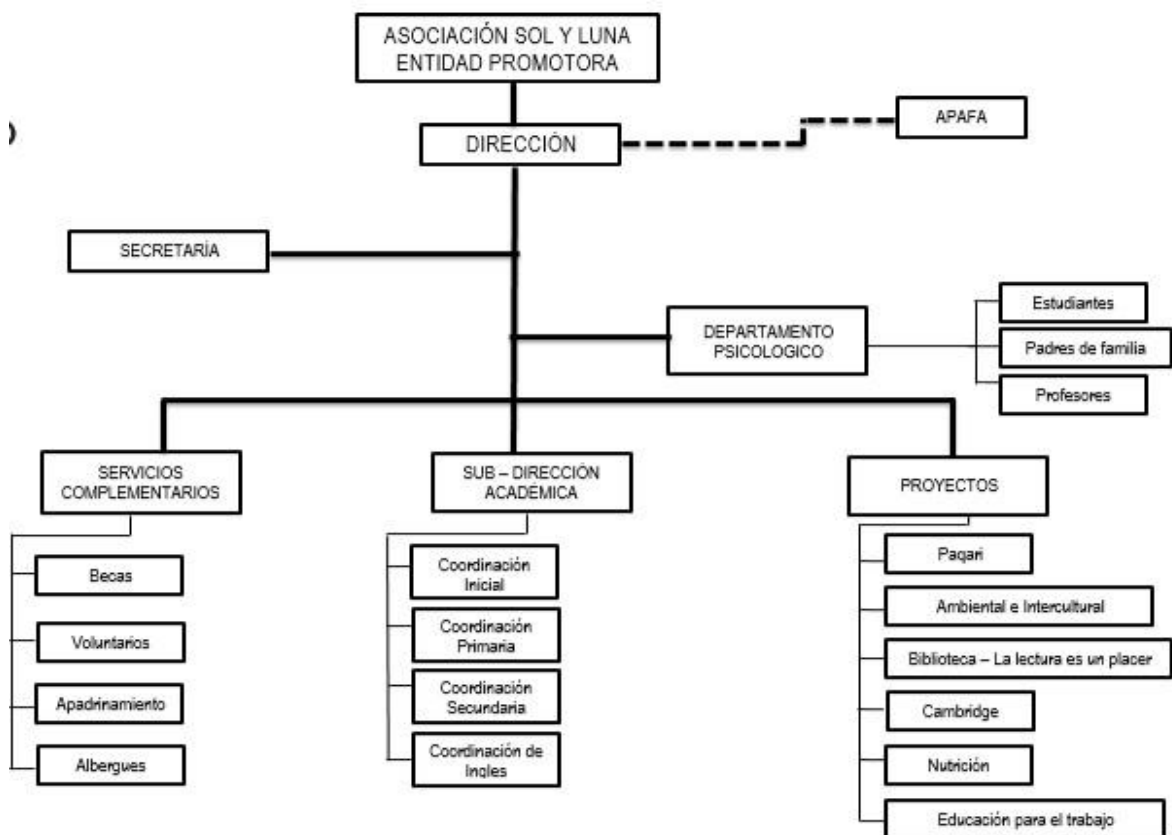 ASOCIACIÓN SOL Y LUNA
ENTIDAD PROMOTORA
APAFA
DIRECCIÓN
SECRETARÍA
DEPARTAMENTO
PSICOLOGICO
Estudiantes
Padres de familia
Profesores
SERVICIOS
COMPLEMENTARIOS
Becas
Voluntarios
Apadrinamiento
Albergues
SUB – DIRECCIÓN
ACADÉMICA
Coordinación
Inicial
Coordinación
Primaria
Coordinación
Secundaria
Coordinación de
Ingles
PROYECTOS
Paqari
Ambiental e Intercultural
Biblioteca – La lectura es un placer
Cambridge
Nutrición
Educación para el trabajo